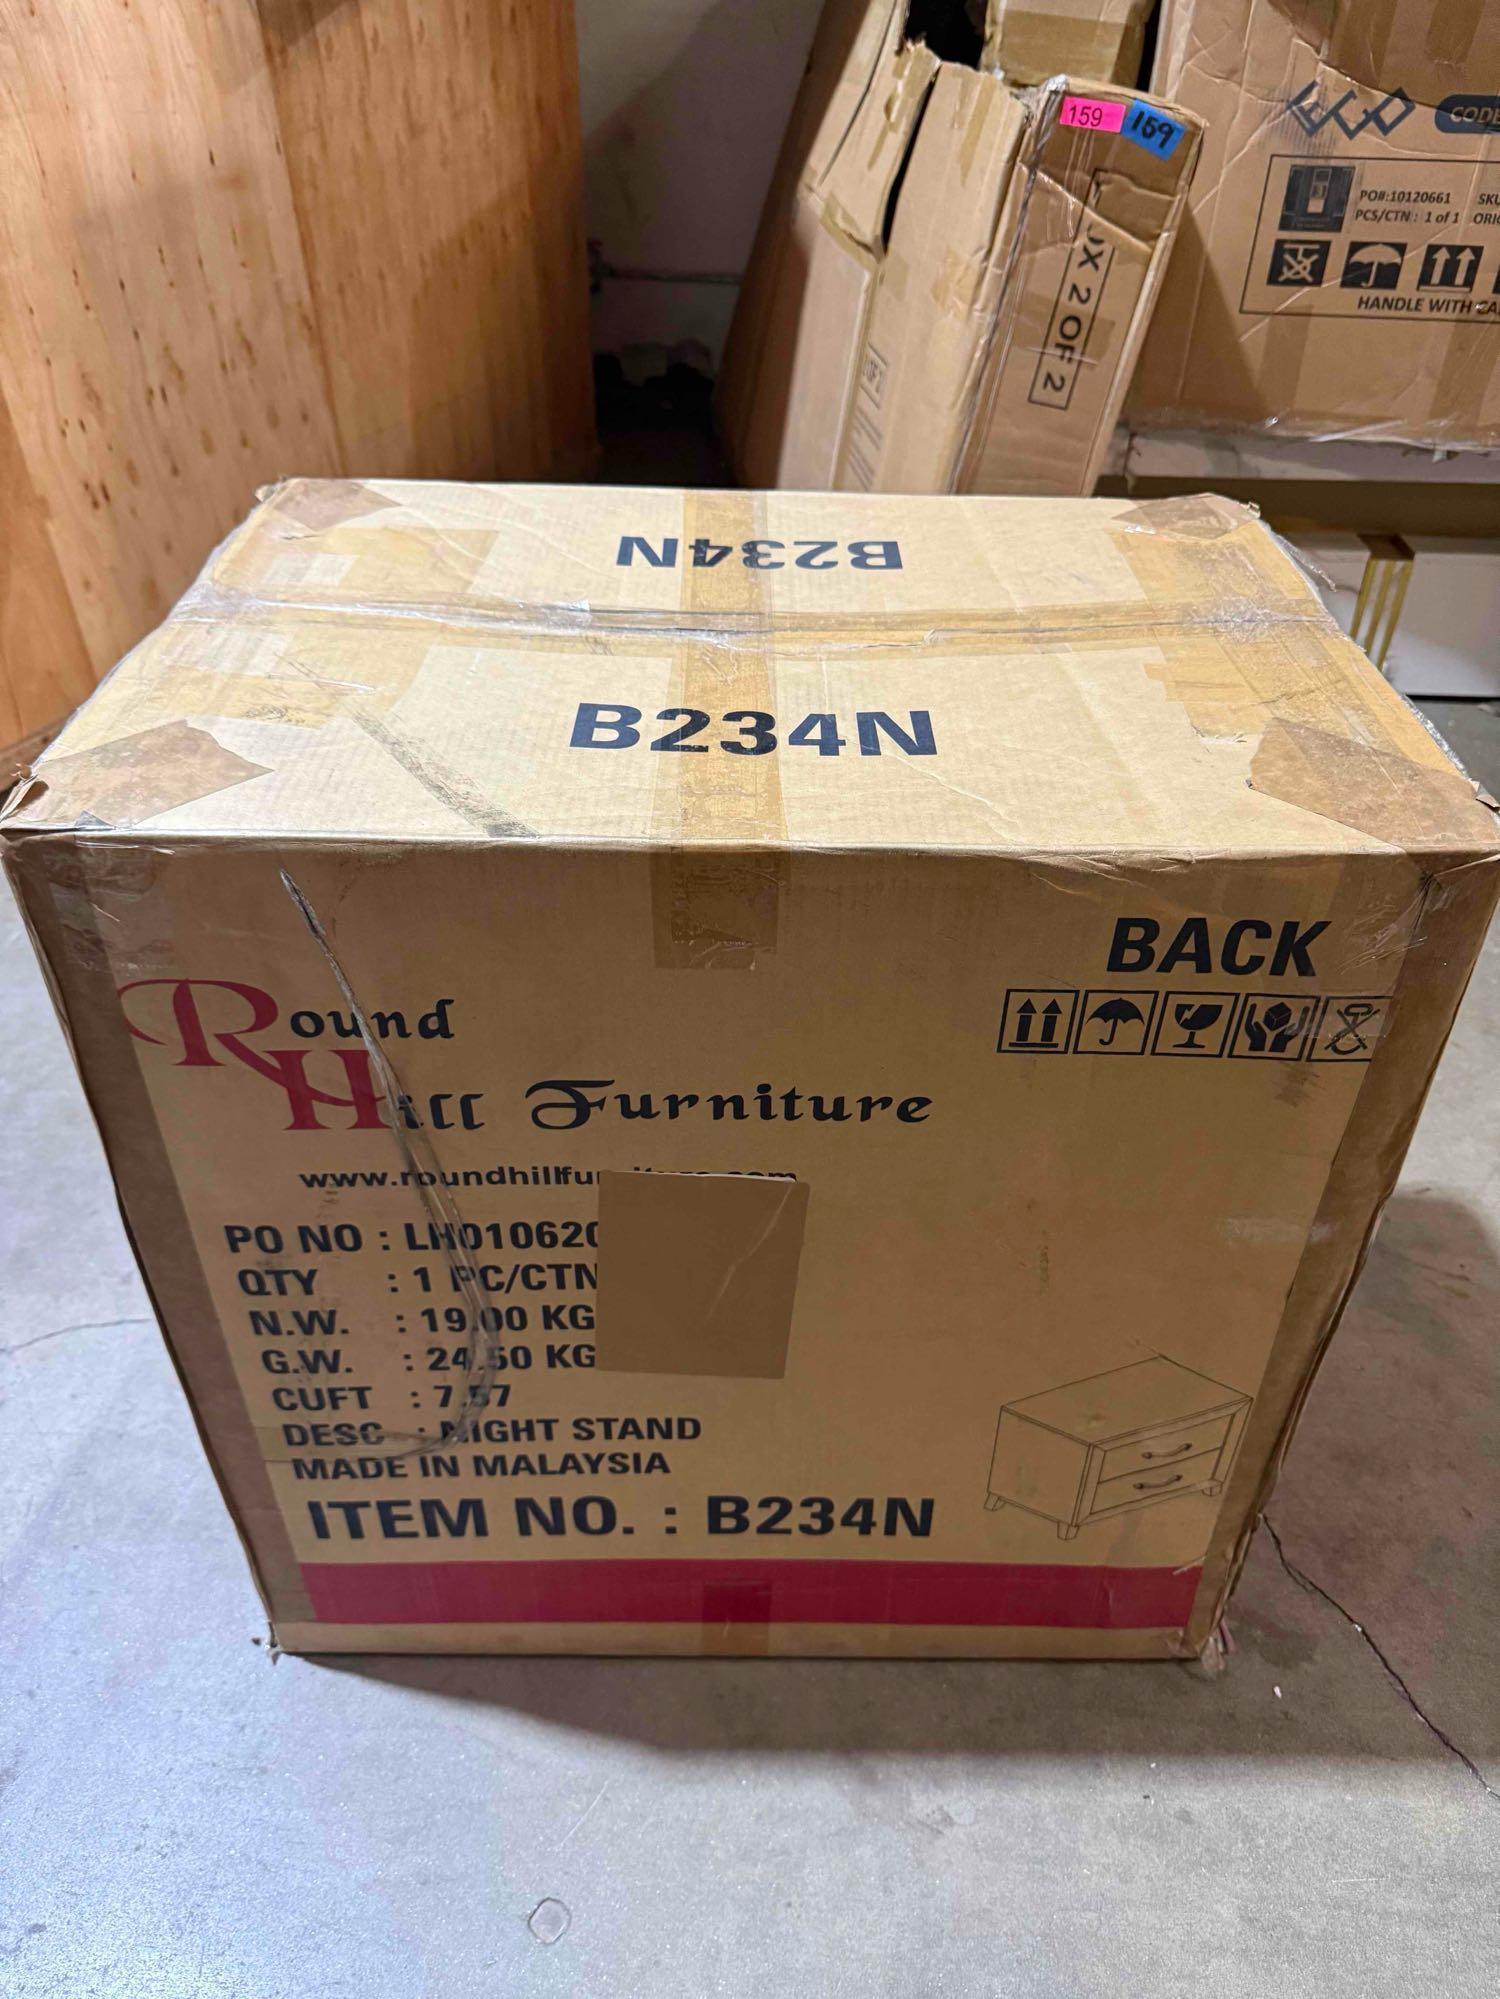 159
159
BOX 2 OF 2
EGO
CODE
PO#:10120661
PCS/CTN : 1 of 1
HANDLE WITH
B234N
B234N
BACK
Round
Hill Furniture
PO NO : LH010620
QTY : 1 PC/CTN
N.W. : 19.00 KG
G.W. : 24.50 KG
CUFT : 7.57
DESC : NIGHT STAND
MADE IN MALAYSIA
ITEM NO. : B234N